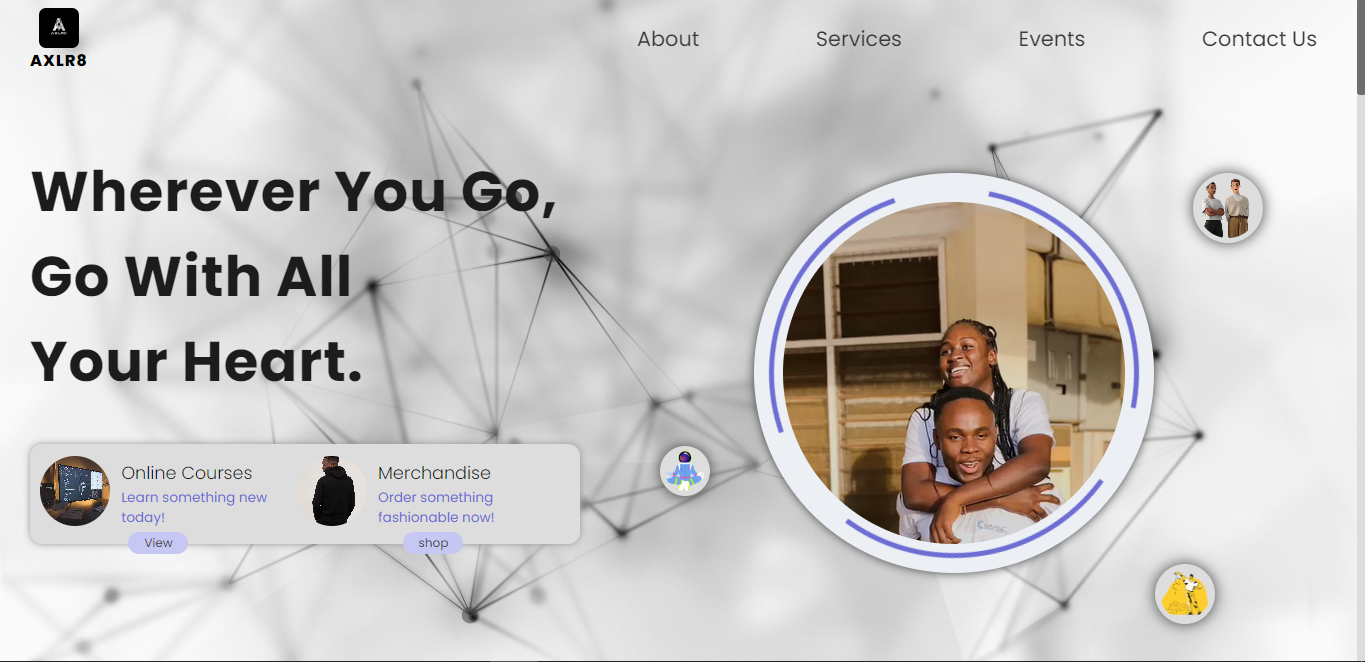 AXLR8
About
Services
Events
Contact Us
Wherever You Go,
Go With All
Your Heart.
Online Courses
Learn something new
today!
View
Merchandise
Order something
fashionable now!
shop